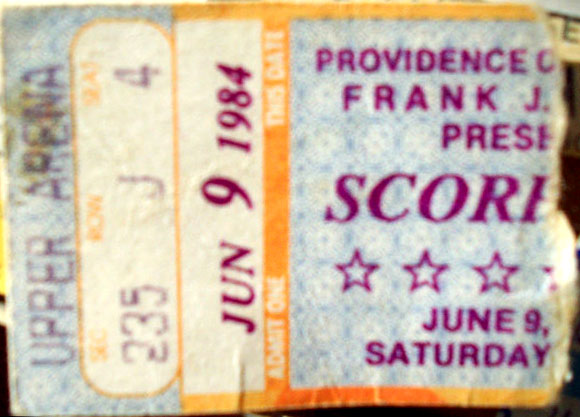 UPPER ARENA
SEC 235
ROW J
SEAT 4
JUN 9 1984
ADMIT ONE THIS DATE
PROVIDENCE C
FRANK J.
PRESE
SCORE
JUNE 9,
SATURDAY